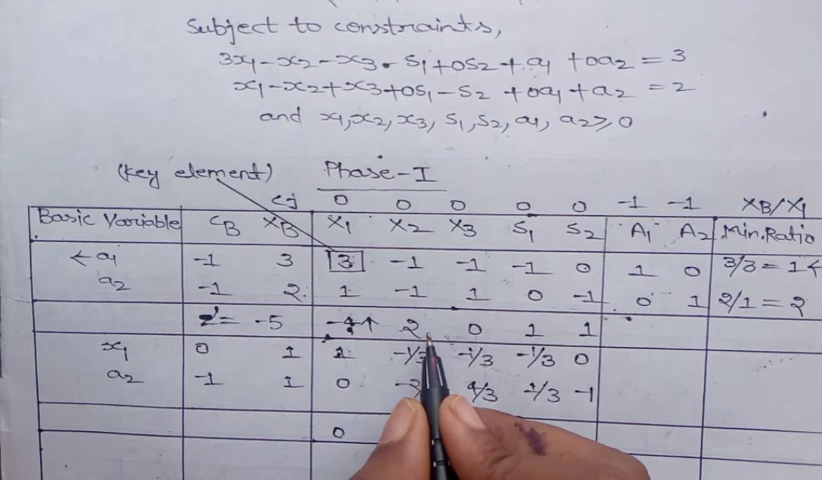 Subject to constraints,
3x1-x2-x3-s1+0s2+a1+0a2=3
x1-x2+x3+0s1-s2+0a1+a2=2
and x1,x2,x3,s1,s2,a1,a2≥0
(key element) Phase-I
Cj 0 0 0 0 0 -1 -1 XB/X1
Basic Variable CB XB X1 X2 X3 S1 S2 A1 A2 Min.Ratio
←a1 -1 3 3 -1 -1 -1 0 1 0 3/3=1←
a2 -1 2 1 -1 1 0 -1 0 1 2/1=2
Z'= -5 -4↑ 2 0 1 1
x1 0 1 1 -1/3 -1/3 -1/3 0
a2 -1 1 0 4/3 -1/3 -1
0